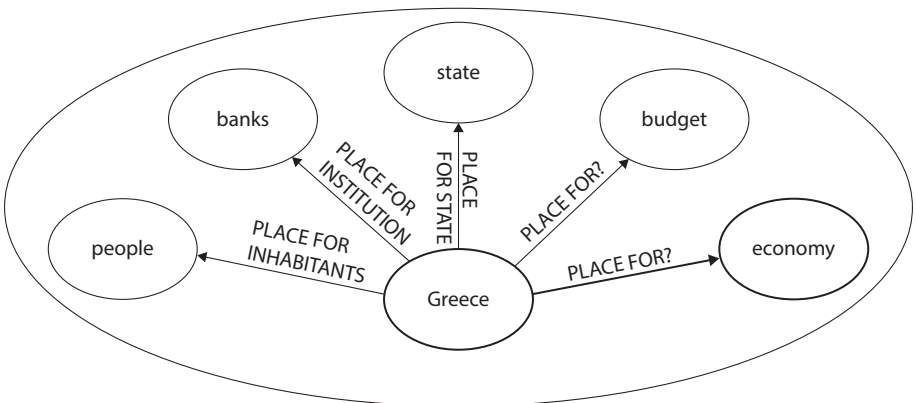 state
banks
budget
PLACE FOR
INSTITUTION
PLACE
FOR STATE
PLACE FOR?
people
PLACE FOR
INHABITANTS
PLACE FOR?
economy
Greece